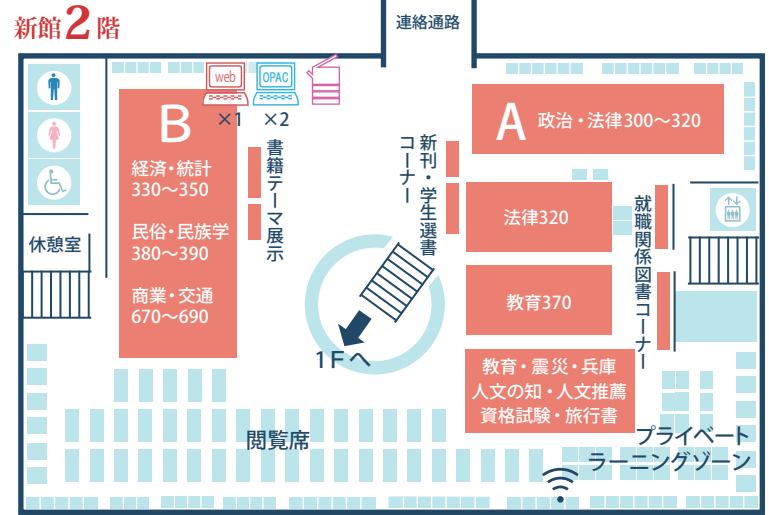 新館2階
連絡通路
web
OPAC
×1
×2
B
経済・統計
330〜350
民俗・民族学
380〜390
商業・交通
670〜690
書籍テーマ展示
新刊・学生選書
コーナー
A
政治・法律300〜320
法律320
教育370
教育・震災・兵庫
人文の知・人文推薦
資格試験・旅行書
就職関係図書コーナー
休憩室
1Fへ
閲覧席
プライベート
ラーニングゾーン